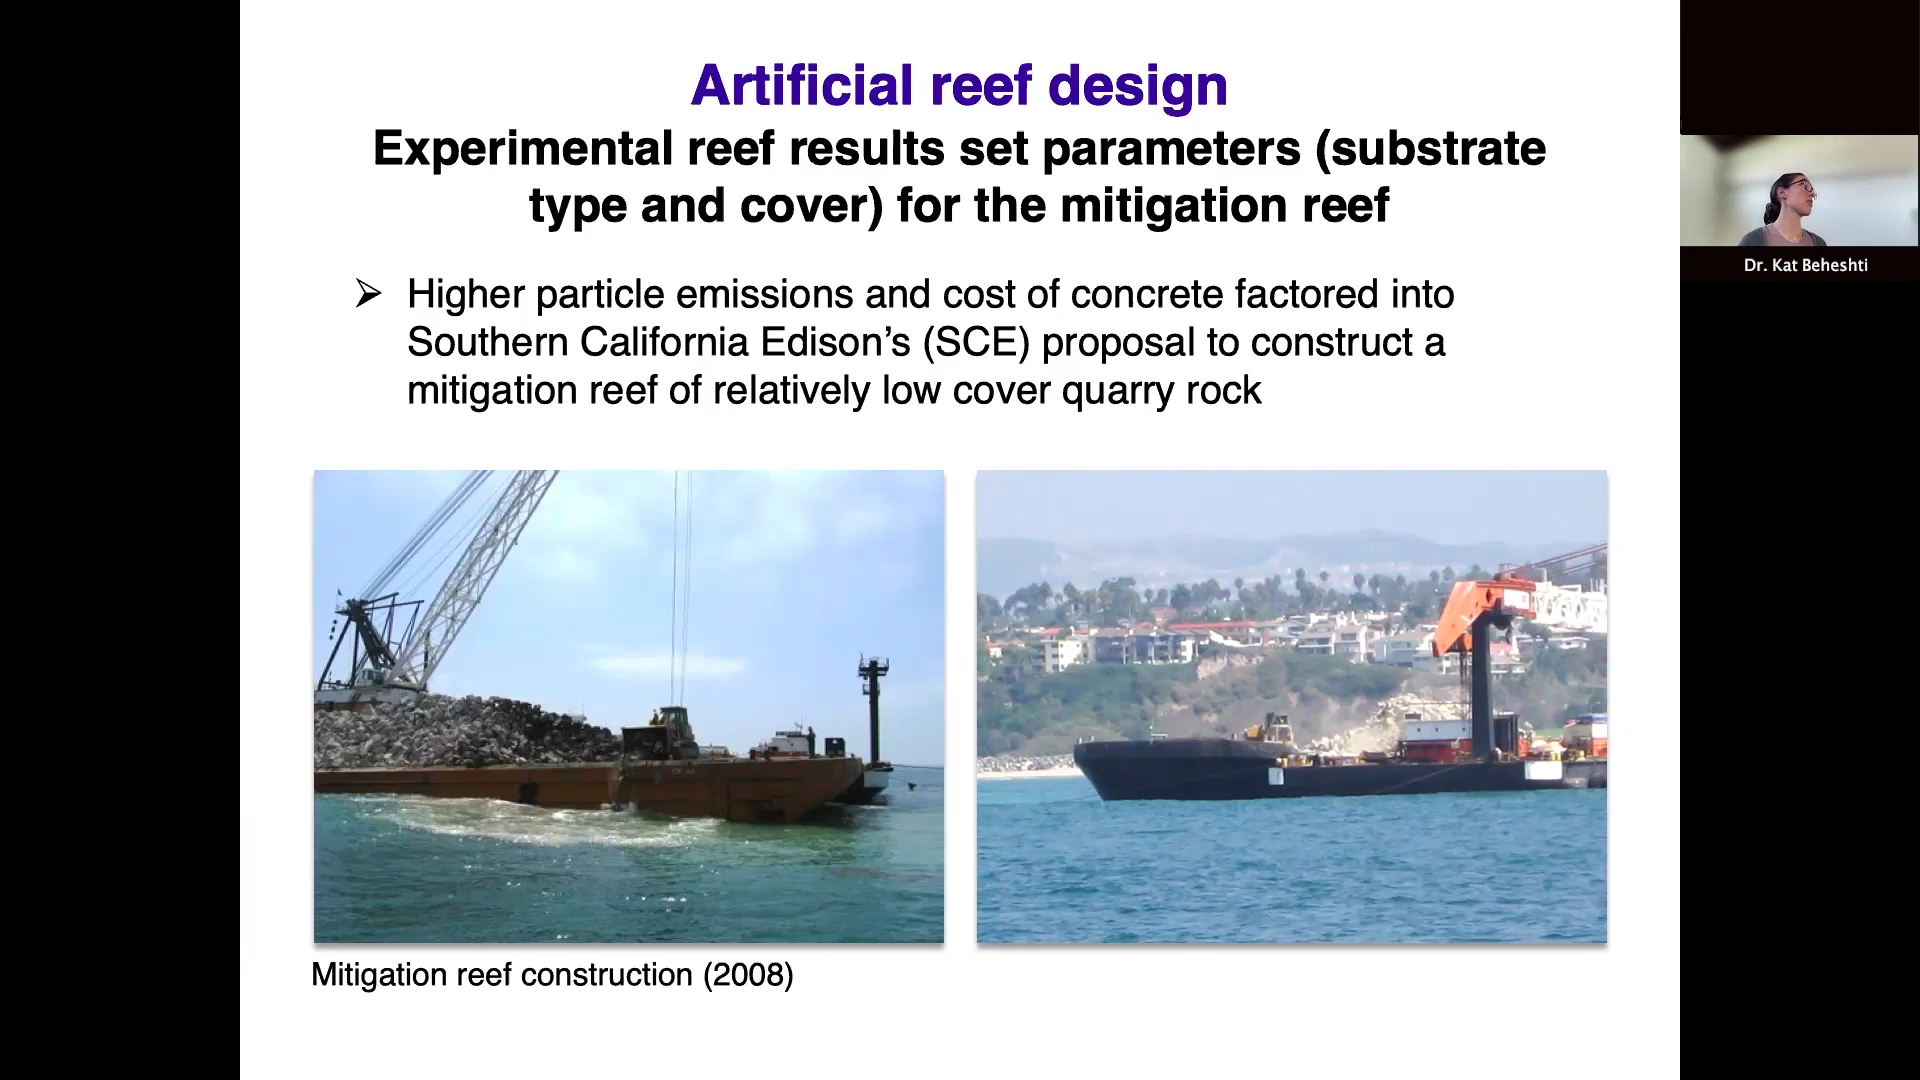 Artificial reef design
Experimental reef results set parameters (substrate
type and cover) for the mitigation reef
➢ Higher particle emissions and cost of concrete factored into
Southern California Edison’s (SCE) proposal to construct a
mitigation reef of relatively low cover quarry rock
Mitigation reef construction (2008)
Dr. Kat Beheshti